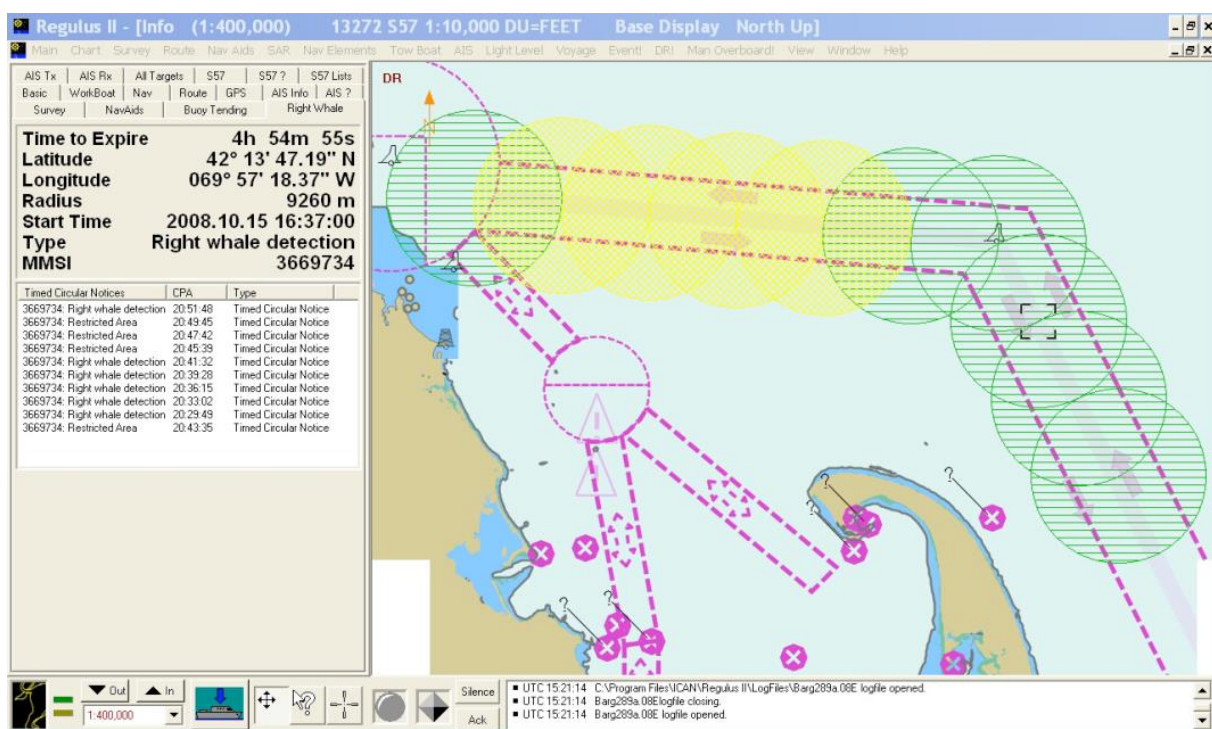 Regulus II - [Info (1:400,000) 13272 S57 1:10,000 DU=FEET Base Display North Up]
Main Chart Survey Route Nav Aids SAR Nav Elements Tow Boat AIS Light Level Voyage Event! DR! Man Overboard! View Window Help
AIS Tx AIS Rx All Targets S57 S57 ? S57 Lists
Basic WorkBoat Nav Route GPS AIS Info AIS ?
Survey NavAids Buoy Tending Right Whale
Time to Expire 4h 54m 55s
Latitude 42° 13' 47.19" N
Longitude 069° 57' 18.37" W
Radius 9260 m
Start Time 2008.10.15 16:37:00
Type Right whale detection
MMSI 3669734
Timed Circular Notices CPA Type
3669734: Right whale detection 20:51:48 Timed Circular Notice
3669734: Restricted Area 20:49:45 Timed Circular Notice
3669734: Restricted Area 20:47:42 Timed Circular Notice
3669734: Restricted Area 20:45:39 Timed Circular Notice
3669734: Right whale detection 20:41:32 Timed Circular Notice
3669734: Right whale detection 20:39:28 Timed Circular Notice
3669734: Right whale detection 20:36:15 Timed Circular Notice
3669734: Right whale detection 20:33:02 Timed Circular Notice
3669734: Right whale detection 20:29:49 Timed Circular Notice
3669734: Restricted Area 20:43:35 Timed Circular Notice
DR
N
?
?
?
?
?
Out In
1:400,000
Silence
Ack
UTC 15:21:14 C:\Program Files\ICAN\Regulus II\LogFiles\Barg289a.08E logfile opened.
UTC 15:21:14 Barg289a.08Elogfile closing.
UTC 15:21:14 Barg289a.08E logfile opened.